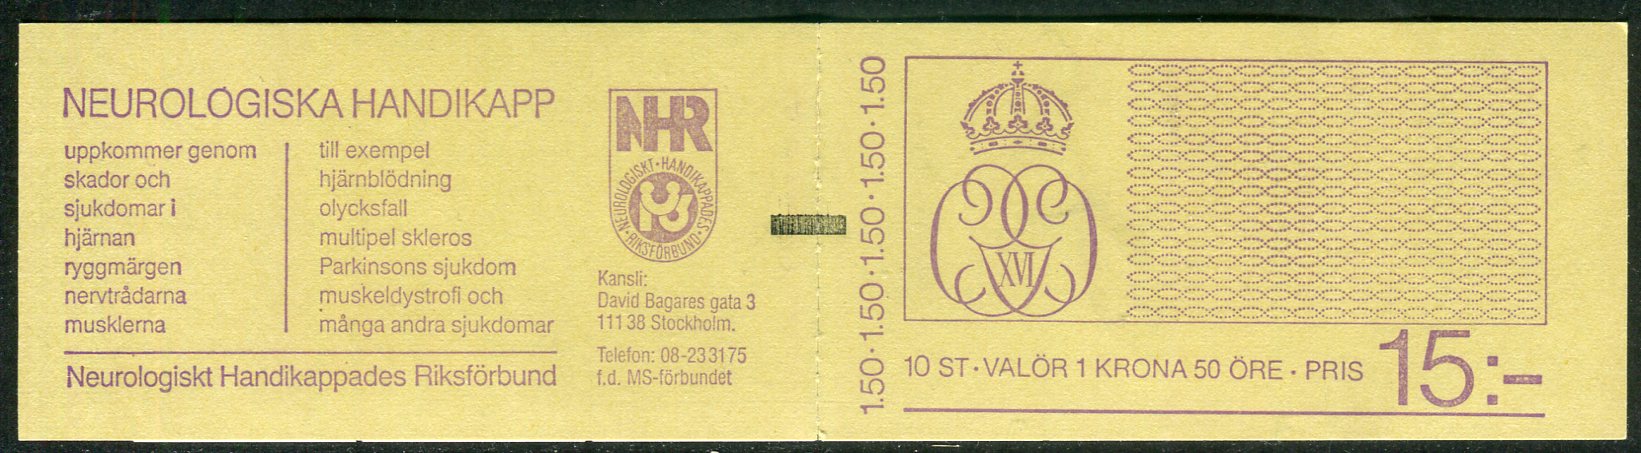 NEUROLOGISKA HANDIKAPP
uppkommer genom
skador och
sjukdomar i
hjärnan
ryggmärgen
nervtrådarna
musklerna
till exempel
hjärnblödning
olycksfall
multipel skleros
Parkinsons sjukdom
muskeldystrofi och
många andra sjukdomar
Neurologiskt Handikappades Riksförbund
NHR
NEUROLOGISKT · HANDIKAPPADES · RIKSFÖRBUND ·
Kansli:
David Bagares gata 3
111 38 Stockholm.
Telefon: 08-23 31 75
f.d. MS-förbundet
1.50 · 1.50 · 1.50 · 1.50 · 1.50 · 1.50
XVI
10 ST · VALÖR 1 KRONA 50 ÖRE · PRIS 15:-